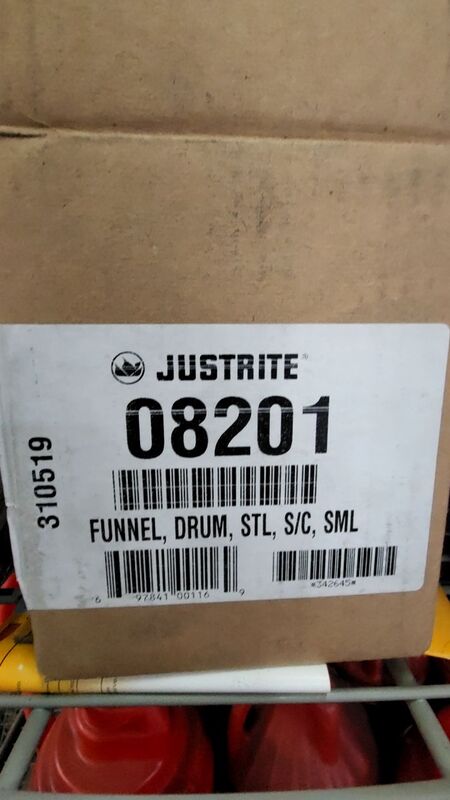 JUSTRITE
08201
310519
FUNNEL, DRUM, STL, S/C, SML
6 97841 00116 9
*342645*